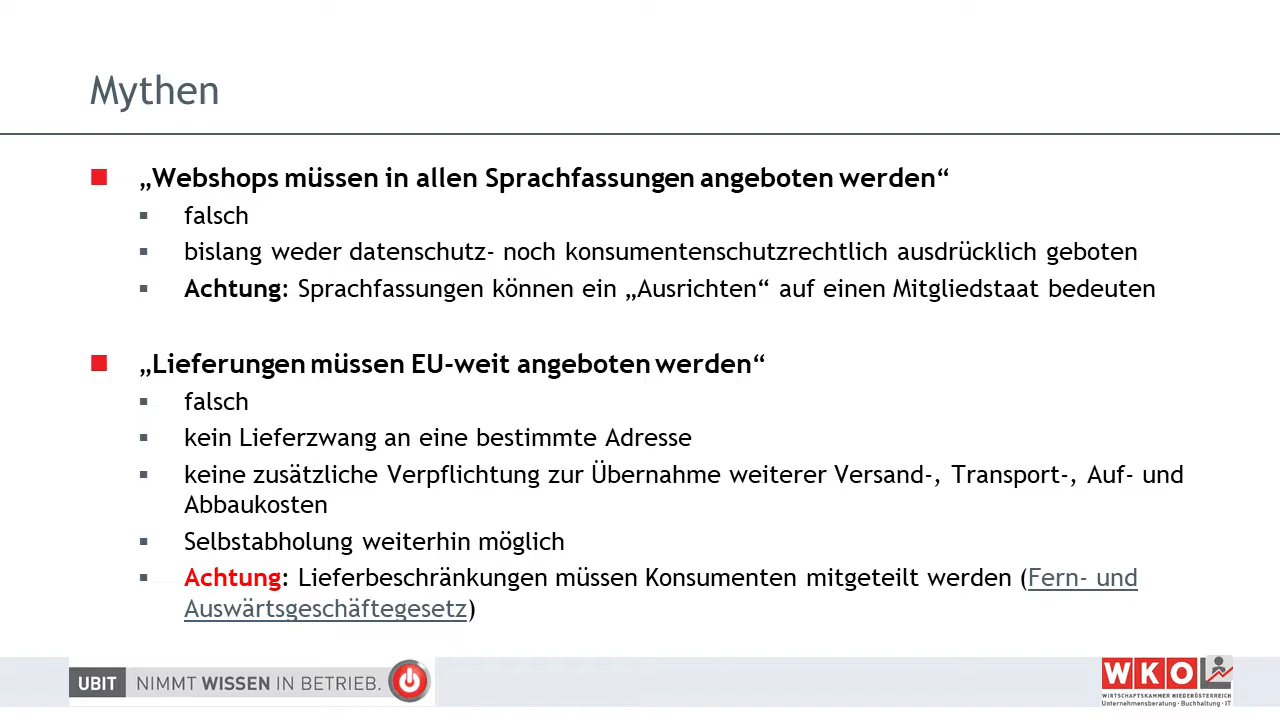 Mythen
„Webshops müssen in allen Sprachfassungen angeboten werden“
falsch
bislang weder datenschutz- noch konsumentenschutzrechtlich ausdrücklich geboten
Achtung: Sprachfassungen können ein „Ausrichten“ auf einen Mitgliedstaat bedeuten
„Lieferungen müssen EU-weit angeboten werden“
falsch
kein Lieferzwang an eine bestimmte Adresse
keine zusätzliche Verpflichtung zur Übernahme weiterer Versand-, Transport-, Auf- und
Abbaukosten
Selbstabholung weiterhin möglich
Achtung: Lieferbeschränkungen müssen Konsumenten mitgeteilt werden (Fern- und
Auswärtsgeschäftegesetz)
UBIT NIMMT WISSEN IN BETRIEB.
WKO
WIRTSCHAFTSKAMMER NIEDERÖSTERREICH
Unternehmensberatung · Buchhaltung · IT